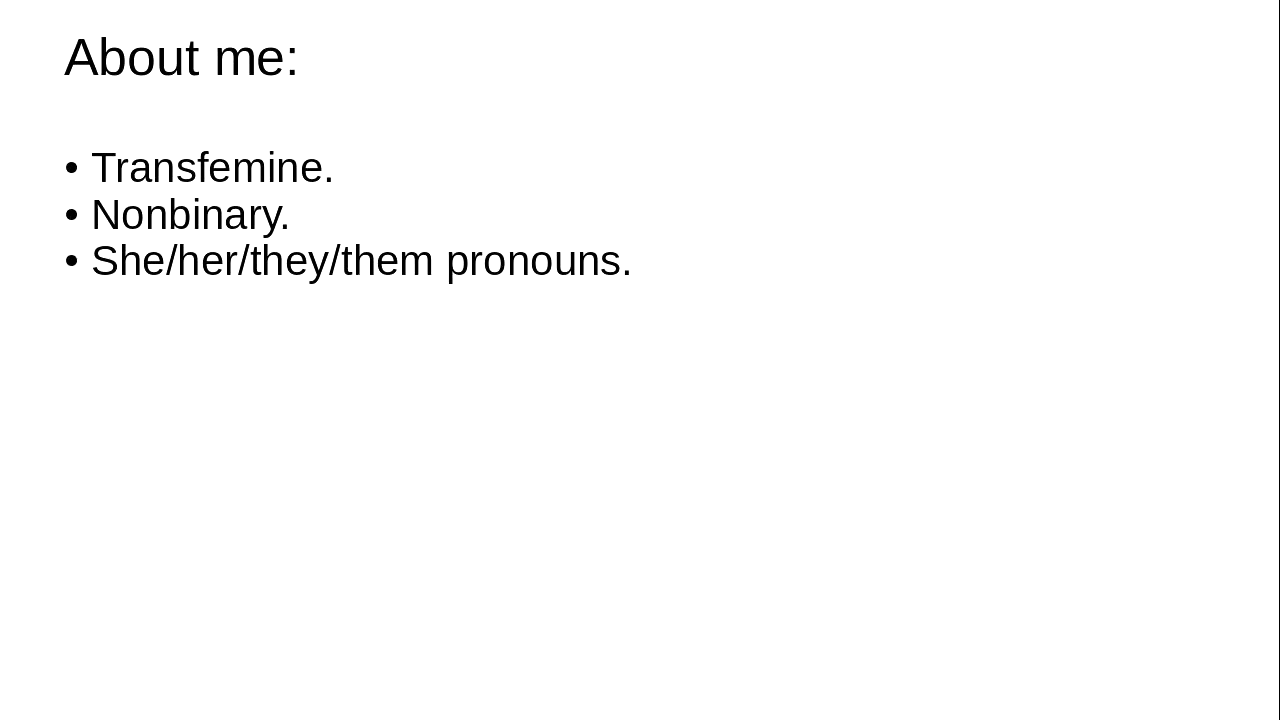 About me:
• Transfemine.
• Nonbinary.
• She/her/they/them pronouns.